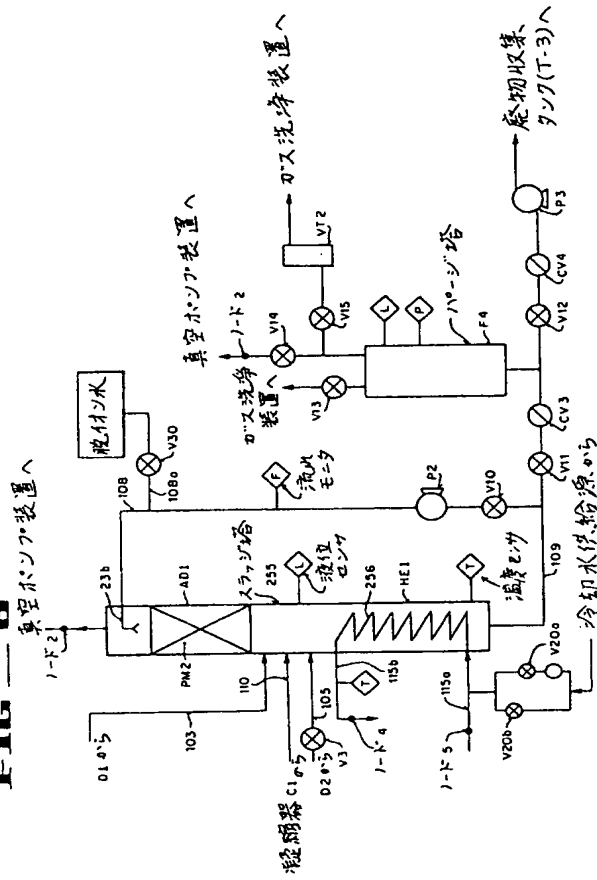 FIG
真空ポンプ装置へ
ノード2
23b
108
108a
脱イオン水
V30
D1から
103
PM2
AD1
スラッジ塔
255
L
液位
センサ
F
流れ
モニタ
110
凝縮器C1から
105
D2から
V3
256
HE1
T
115b
ノード4
T
温度センサ
P2
V10
ノード5
115a
V20b
V20a
冷却水供給源から
109
V11
CV3
真空ポンプ装置へ
ノード2
V14
ガス洗浄
装置へ
V13
V15
VT2
ガス洗浄装置へ
L
P
パージ塔
F4
V12
CV4
P3
廃物収集
タンク(T-3)へ